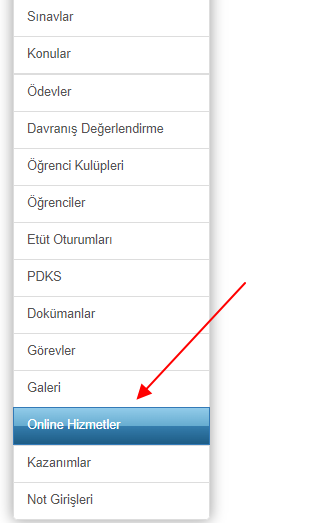 Sınavlar
Konular
Ödevler
Davranış Değerlendirme
Öğrenci Kulüpleri
Öğrenciler
Etüt Oturumları
PDKS
Dokümanlar
Görevler
Galeri
Online Hizmetler
Kazanımlar
Not Girişleri